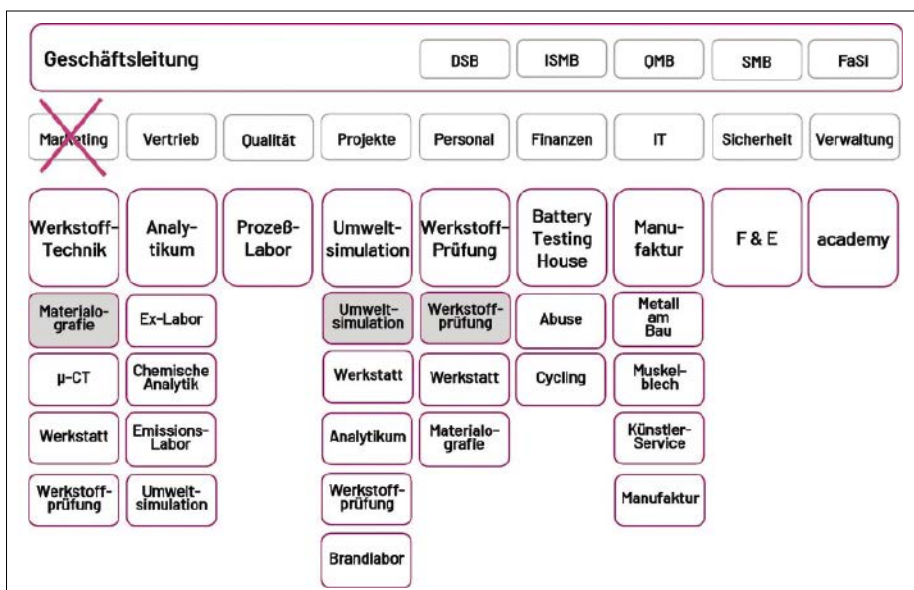 Geschäftsleitung DSB ISMB QMB SMB FaSi
Marketing Vertrieb Qualität Projekte Personal Finanzen IT Sicherheit Verwaltung
Werkstoff-
Technik
Analy-
tikum
Prozeß-
Labor
Umwelt-
simulation
Werkstoff-
Prüfung
Battery
Testing
House
Manu-
faktur
F & E
academy
Materialo-
grafie
Ex-Labor
Umwelt-
simulation
Werkstoff-
prüfung
Abuse
Metall
am
Bau
µ-CT
Chemische
Analytik
Werkstatt
Werkstatt
Cycling
Muskel-
blech
Werkstatt
Emissions-
Labor
Analytikum
Materialo-
grafie
Künstler-
Service
Werkstoff-
prüfung
Umwelt-
simulation
Werkstoff-
prüfung
Manufaktur
Brandlabor